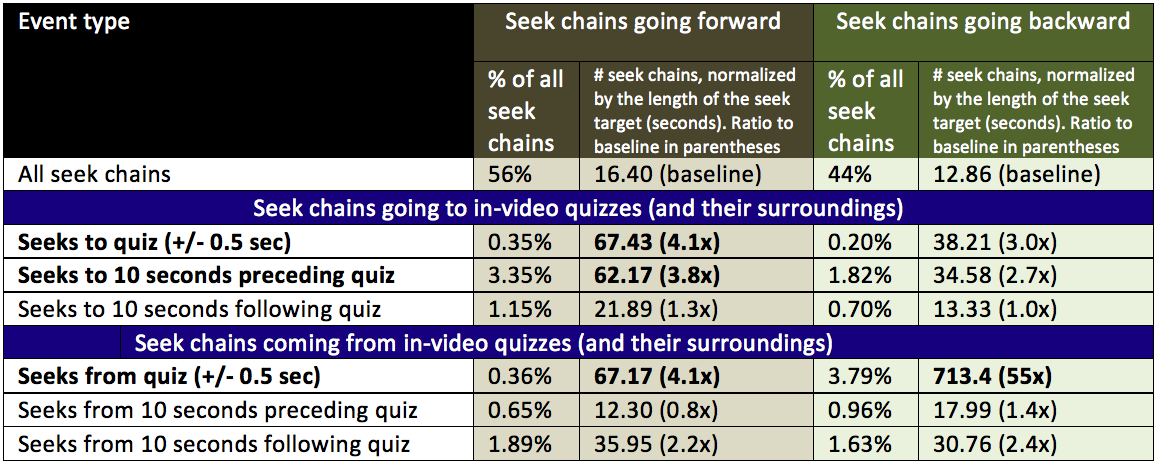 Event type Seek chains going forward Seek chains going backward
% of all seek chains # seek chains, normalized by the length of the seek target (seconds). Ratio to baseline in parentheses % of all seek chains # seek chains, normalized by the length of the seek target (seconds). Ratio to baseline in parentheses
All seek chains 56% 16.40 (baseline) 44% 12.86 (baseline)
Seek chains going to in-video quizzes (and their surroundings)
Seeks to quiz (+/- 0.5 sec) 0.35% 67.43 (4.1x) 0.20% 38.21 (3.0x)
Seeks to 10 seconds preceding quiz 3.35% 62.17 (3.8x) 1.82% 34.58 (2.7x)
Seeks to 10 seconds following quiz 1.15% 21.89 (1.3x) 0.70% 13.33 (1.0x)
Seek chains coming from in-video quizzes (and their surroundings)
Seeks from quiz (+/- 0.5 sec) 0.36% 67.17 (4.1x) 3.79% 713.4 (55x)
Seeks from 10 seconds preceding quiz 0.65% 12.30 (0.8x) 0.96% 17.99 (1.4x)
Seeks from 10 seconds following quiz 1.89% 35.95 (2.2x) 1.63% 30.76 (2.4x)